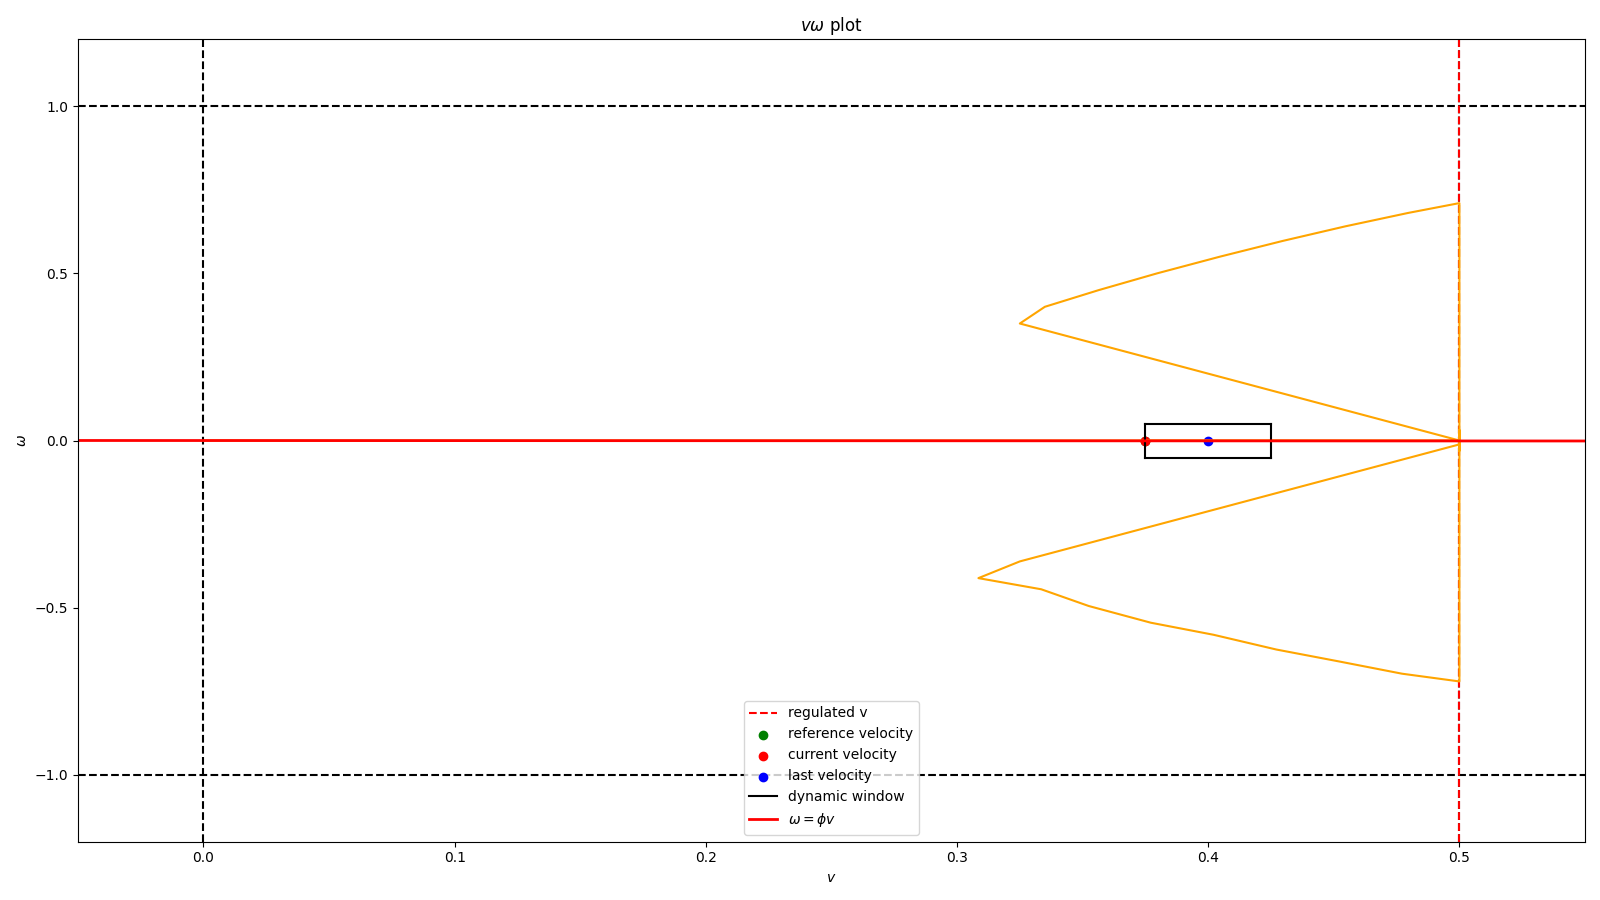 vω plot
1.0
0.5
0.0
−0.5
−1.0
ω
regulated v
reference velocity
current velocity
last velocity
dynamic window
ω = ϕv
0.0
0.1
0.2
0.3
0.4
0.5
v